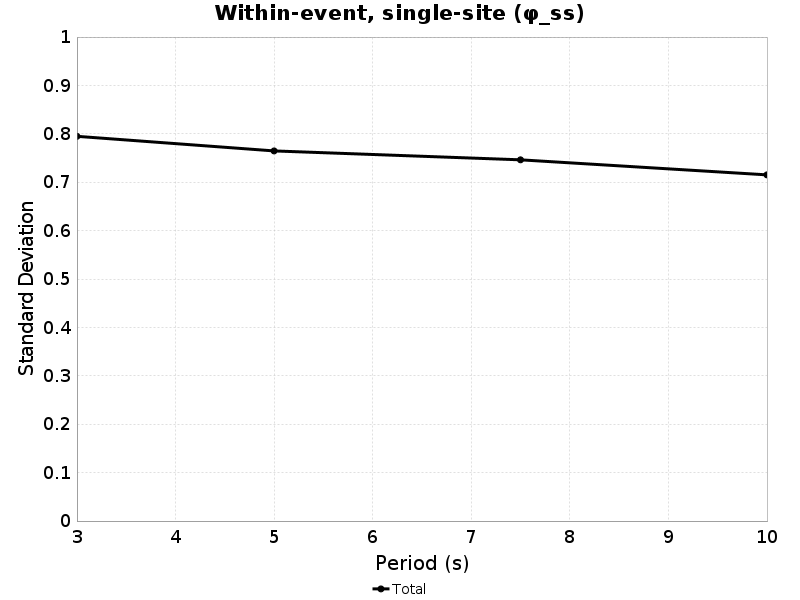 Within-event, single-site (φ_ss)
1
0.9
0.8
0.7
0.6
0.5
0.4
0.3
0.2
0.1
0
Standard Deviation
3 4 5 6 7 8 9 10
Period (s)
Total